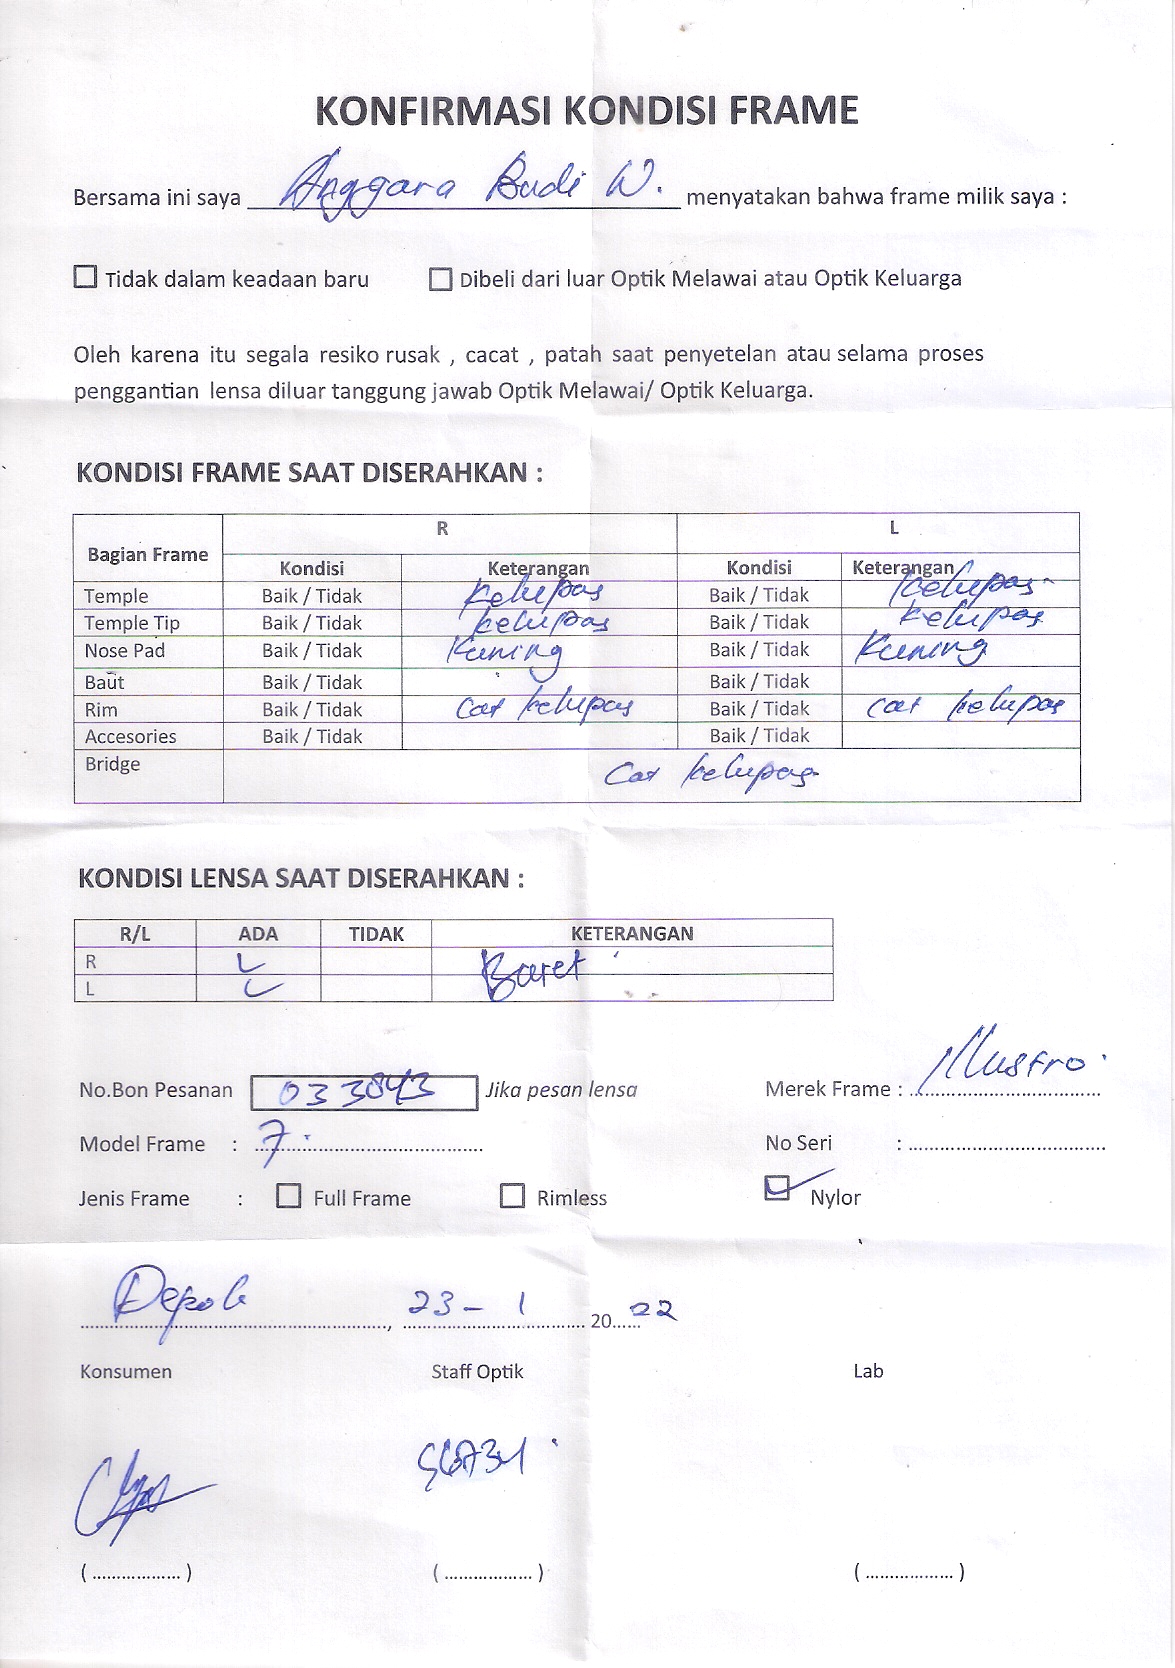 KONFIRMASI KONDISI FRAME
Bersama ini saya Anggara Budi W. menyatakan bahwa frame milik saya :
Tidak dalam keadaan baru Dibeli dari luar Optik Melawai atau Optik Keluarga
Oleh karena itu segala resiko rusak , cacat , patah saat penyetelan atau selama proses
penggantian lensa diluar tanggung jawab Optik Melawai/ Optik Keluarga.
KONDISI FRAME SAAT DISERAHKAN :
Bagian Frame R L
Kondisi Keterangan Kondisi Keterangan
Temple Baik / Tidak kelupas Baik / Tidak kelupas
Temple Tip Baik / Tidak kelupas Baik / Tidak kelupas
Nose Pad Baik / Tidak Kuning Baik / Tidak Kuning
Baut Baik / Tidak Baik / Tidak
Rim Baik / Tidak Cat kelupas Baik / Tidak cat kelupas
Accesories Baik / Tidak Baik / Tidak
Bridge Cat kelupas
KONDISI LENSA SAAT DISERAHKAN :
R/L ADA TIDAK KETERANGAN
R Baret
L
No.Bon Pesanan 033843 Jika pesan lensa Merek Frame :
Model Frame : 7. No Seri :
Jenis Frame : Full Frame Rimless Nylor
Depok, 23 - 1 2022
Konsumen Staff Optik Lab
( .................. ) ( .................. ) ( .................. )